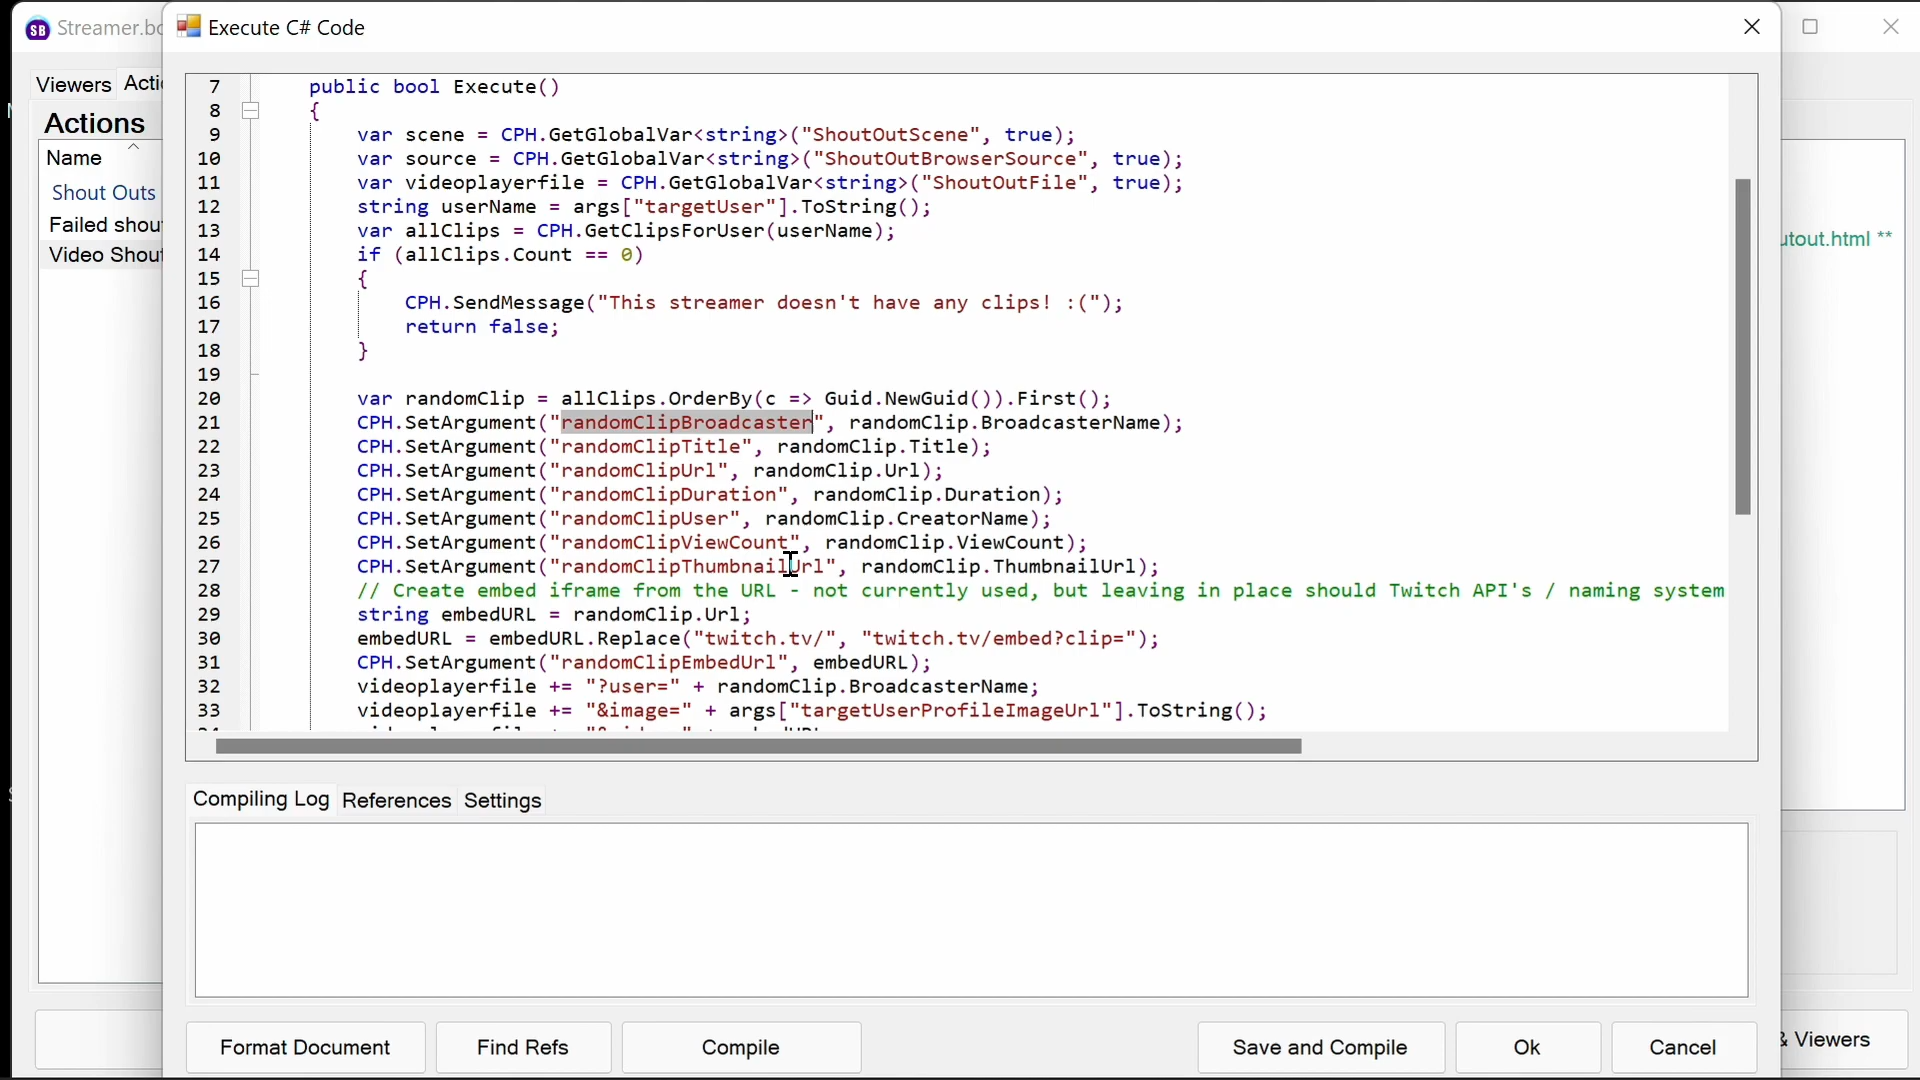 Streamer.bo
Execute C# Code
Viewers
Actions
Name
Shout Outs
Failed shou
Video Shou
7 public bool Execute()
8 {
9 var scene = CPH.GetGlobalVar<string>("ShoutOutScene", true);
10 var source = CPH.GetGlobalVar<string>("ShoutOutBrowserSource", true);
11 var videoplayerfile = CPH.GetGlobalVar<string>("ShoutOutFile", true);
12 string userName = args["targetUser"].ToString();
13 var allClips = CPH.GetClipsForUser(userName);
14 if (allClips.Count == 0)
15 {
16 CPH.SendMessage("This streamer doesn't have any clips! :(");
17 return false;
18 }
19
20 var randomClip = allClips.OrderBy(c => Guid.NewGuid()).First();
21 CPH.SetArgument("randomClipBroadcaster", randomClip.BroadcasterName);
22 CPH.SetArgument("randomClipTitle", randomClip.Title);
23 CPH.SetArgument("randomClipUrl", randomClip.Url);
24 CPH.SetArgument("randomClipDuration", randomClip.Duration);
25 CPH.SetArgument("randomClipUser", randomClip.CreatorName);
26 CPH.SetArgument("randomClipViewCount", randomClip.ViewCount);
27 CPH.SetArgument("randomClipThumbnailUrl", randomClip.ThumbnailUrl);
28 // Create embed iframe from the URL - not currently used, but leaving in place should Twitch API's / naming system
29 string embedURL = randomClip.Url;
30 embedURL = embedURL.Replace("twitch.tv/", "twitch.tv/embed?clip=");
31 CPH.SetArgument("randomClipEmbedUrl", embedURL);
32 videoplayerfile += "?user=" + randomClip.BroadcasterName;
33 videoplayerfile += "&image=" + args["targetUserProfileImageUrl"].ToString();
utout.html **
Compiling Log References Settings
Format Document Find Refs Compile Save and Compile Ok Cancel
& Viewers